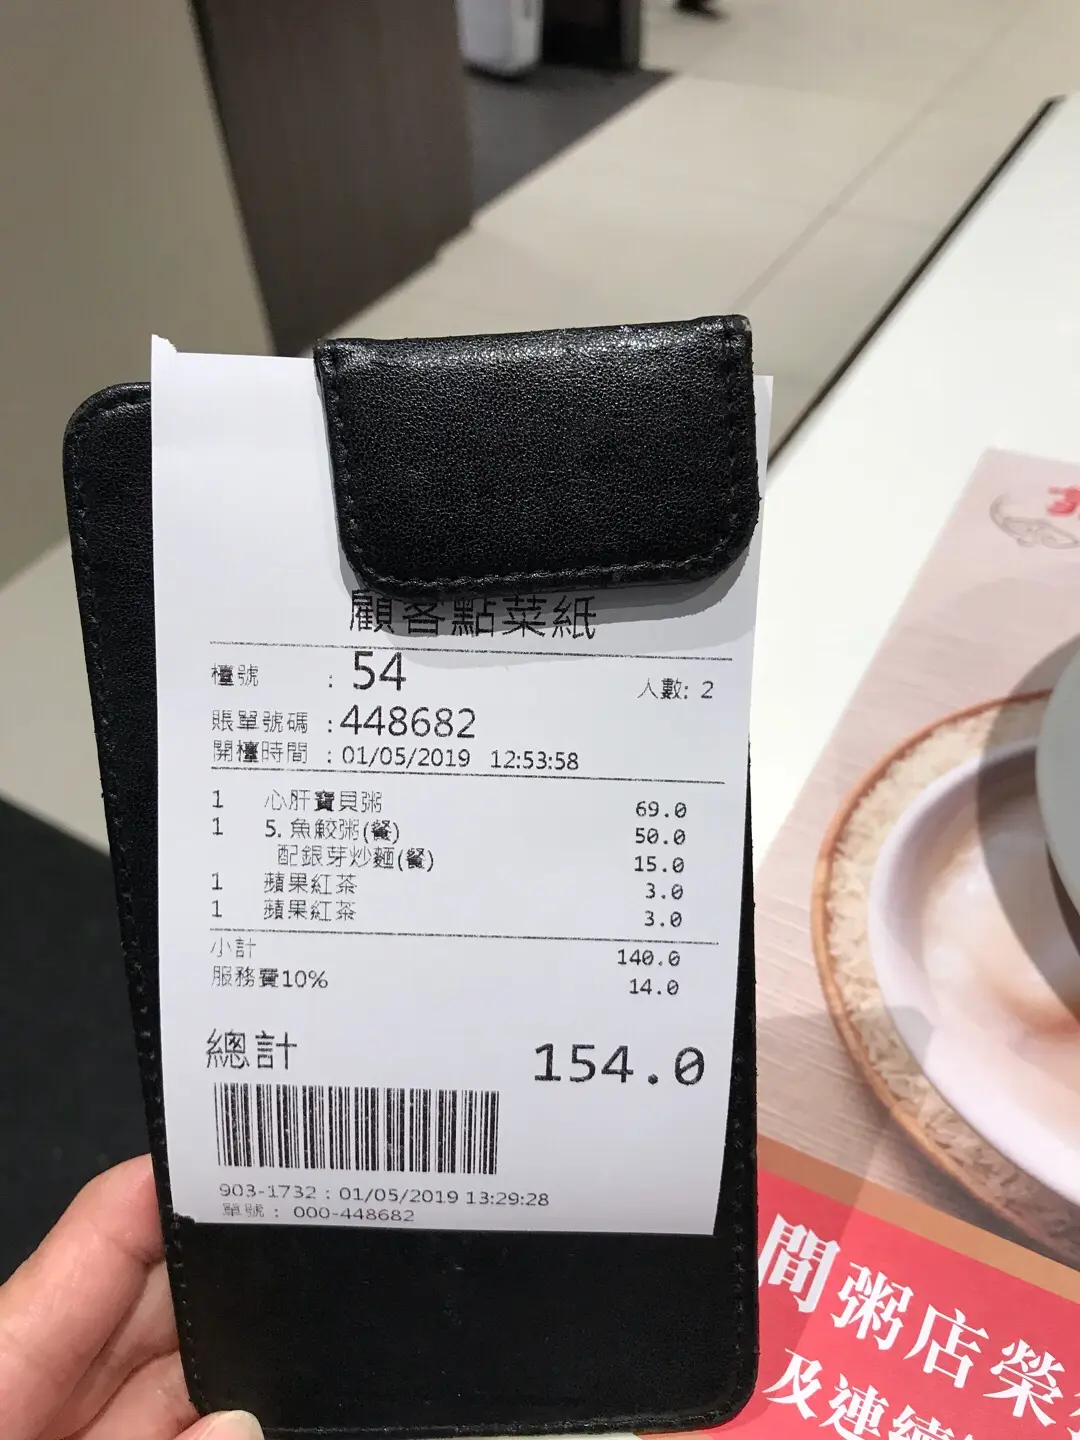 顧客點菜紙
檯號 : 54 人數: 2
賬單號碼 : 448682
開檯時間 : 01/05/2019 12:53:58
1 心肝寶貝粥 69.0
1 5. 魚鮫粥(餐) 50.0
配銀芽炒麵(餐) 15.0
1 蘋果紅茶 3.0
1 蘋果紅茶 3.0
小計 140.0
服務費10% 14.0
總計 154.0
903-1732 : 01/05/2019 13:29:28
單號 : 000-448682
間粥店榮
及連續